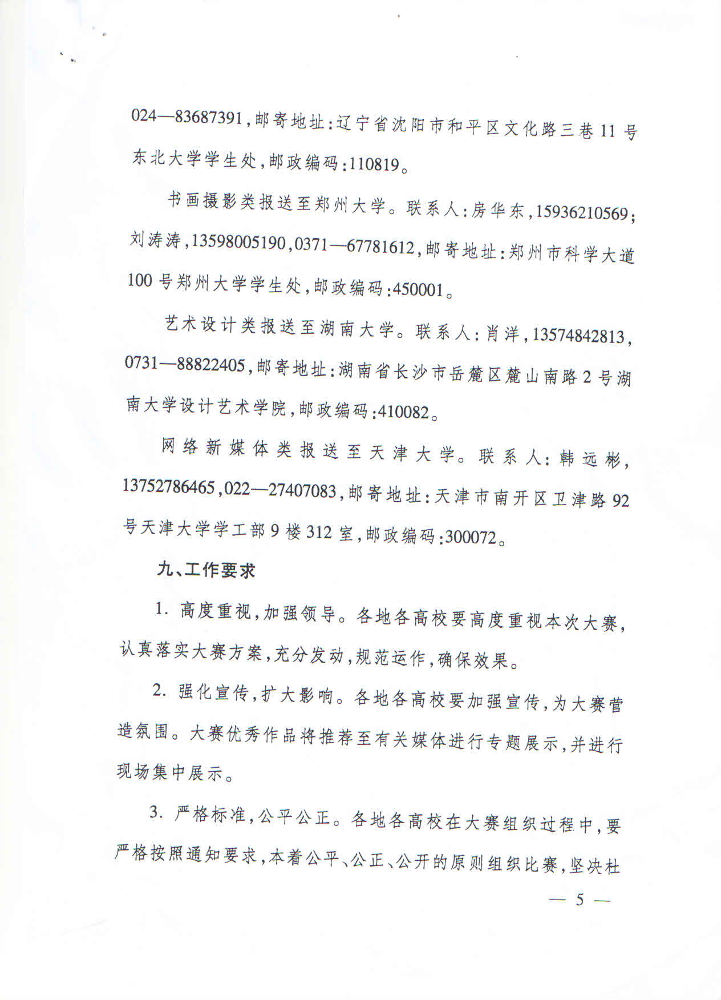 024—83687391,邮寄地址:辽宁省沈阳市和平区文化路三巷11号
东北大学学生处,邮政编码:110819。
书画摄影类报送至郑州大学。联系人:房华东,15936210569;
刘涛涛,13598005190,0371—67781612,邮寄地址:郑州市科学大道
100号郑州大学学生处,邮政编码:450001。
艺术设计类报送至湖南大学。联系人:肖洋,13574842813,
0731—88822405,邮寄地址:湖南省长沙市岳麓区麓山南路2号湖
南大学设计艺术学院,邮政编码:410082。
网络新媒体类报送至天津大学。联系人:韩远彬,
13752786465,022—27407083,邮寄地址:天津市南开区卫津路92
号天津大学学工部9楼312室,邮政编码:300072。
九、工作要求
1. 高度重视,加强领导。各地各高校要高度重视本次大赛,
认真落实大赛方案,充分发动,规范运作,确保效果。
2. 强化宣传,扩大影响。各地各高校要加强宣传,为大赛营
造氛围。大赛优秀作品将推荐至有关媒体进行专题展示,并进行
现场集中展示。
3. 严格标准,公平公正。各地各高校在大赛组织过程中,要
严格按照通知要求,本着公平、公正、公开的原则组织比赛,坚决杜
— 5 —